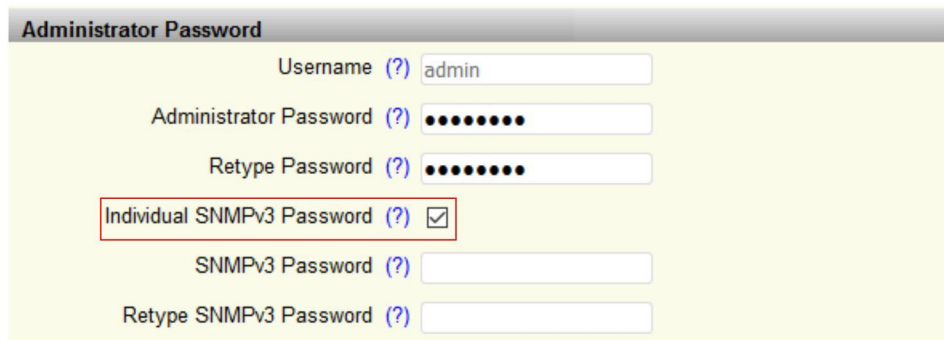 Administrator Password
Username (?) admin
Administrator Password (?) ••••••••
Retype Password (?) ••••••••
Individual SNMPv3 Password (?)
SNMPv3 Password (?)
Retype SNMPv3 Password (?)